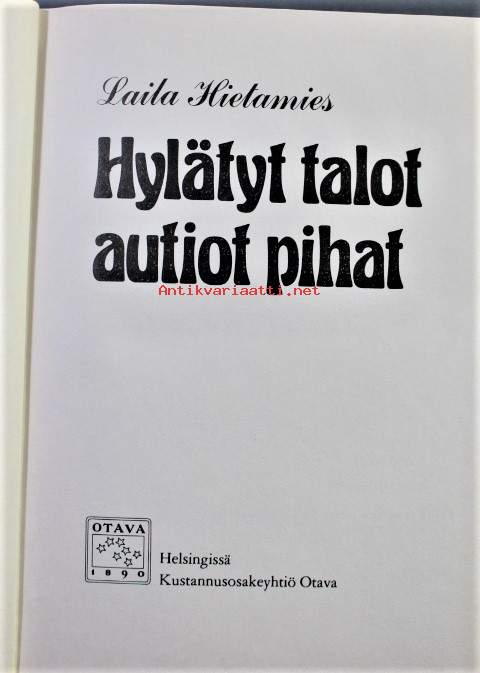 Laila Hietamies
Hylätyt talot
autiot pihat
Antikvariaatti.net
OTAVA
1890
Helsingissä
Kustannusosakeyhtiö Otava